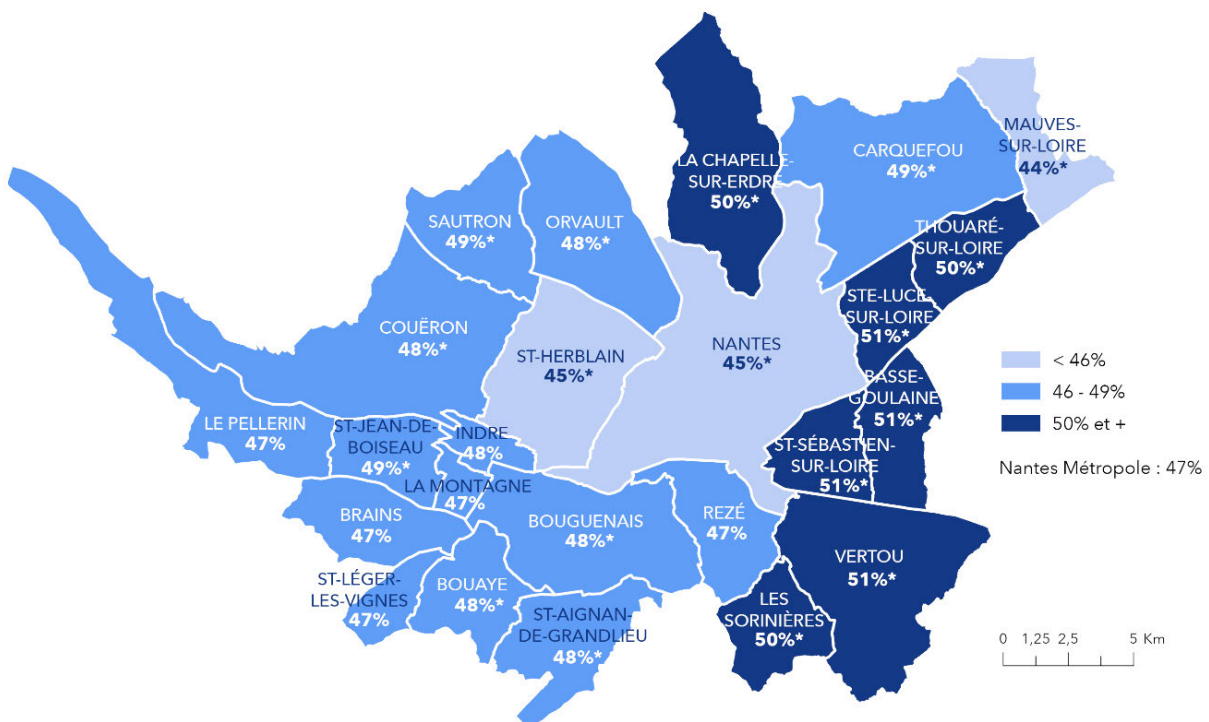 MAUVES-
SUR-LOIRE
44%*
CARQUEFOU
49%*
LA CHAPELLE-
SUR-ERDRE
50%*
SAUTRON
49%*
ORVAULT
48%*
THOUARÉ-
SUR-LOIRE
50%*
STE-LUCE-
SUR-LOIRE
51%*
COUËRON
48%*
ST-HERBLAIN
45%*
NANTES
45%*
BASSE-
GOULAINE
51%*
LE PELLERIN
47%
ST-JEAN-DE-
BOISEAU
49%*
INDRE
48%
ST-SÉBASTIEN-
SUR-LOIRE
51%*
LA MONTAGNE
47%
BRAINS
47%
BOUGUENAIS
48%*
REZÉ
47%
VERTOU
51%*
ST-LÉGER-
LES-VIGNES
47%
BOUAYE
48%*
ST-AIGNAN-
DE-GRANDLIEU
48%*
LES
SORINIÈRES
50%*
< 46%
46 - 49%
50% et +
Nantes Métropole : 47%
0 1,25 2,5 5 Km